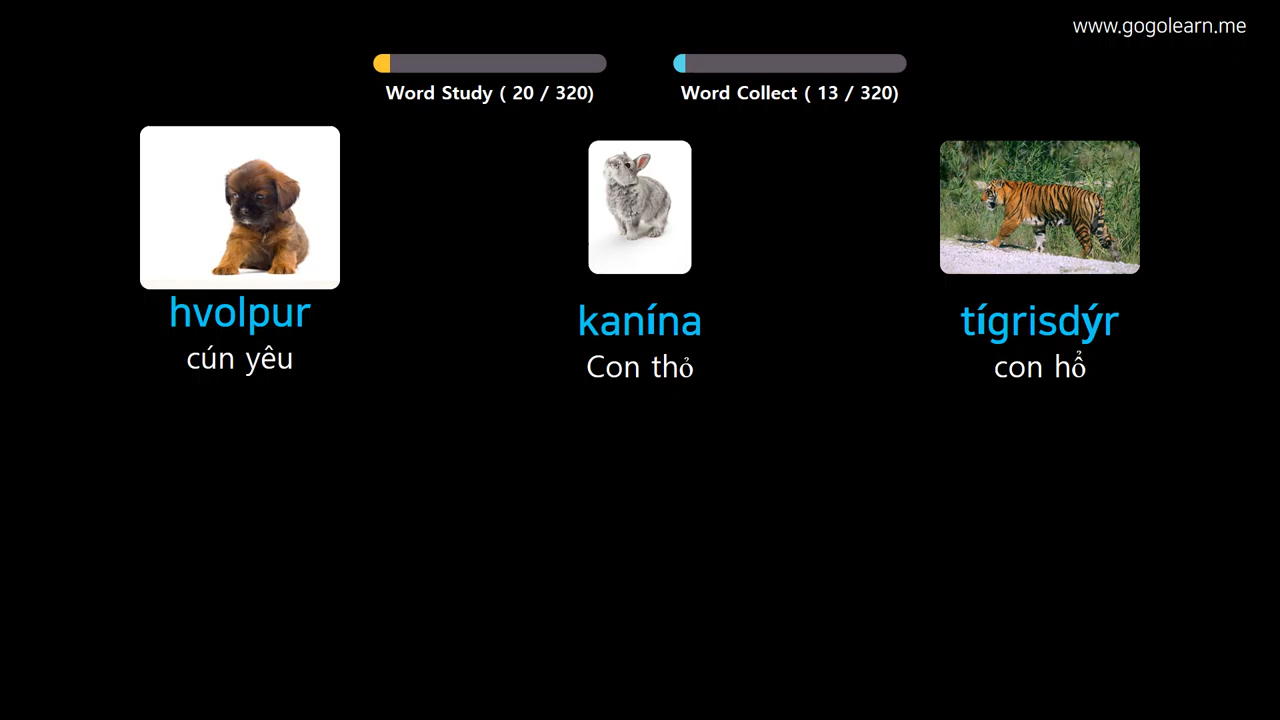 www.gogolearn.me
Word Study ( 20 / 320)
Word Collect ( 13 / 320)
hvolpur
cún yêu
kanína
Con thỏ
tígrisdýr
con hổ